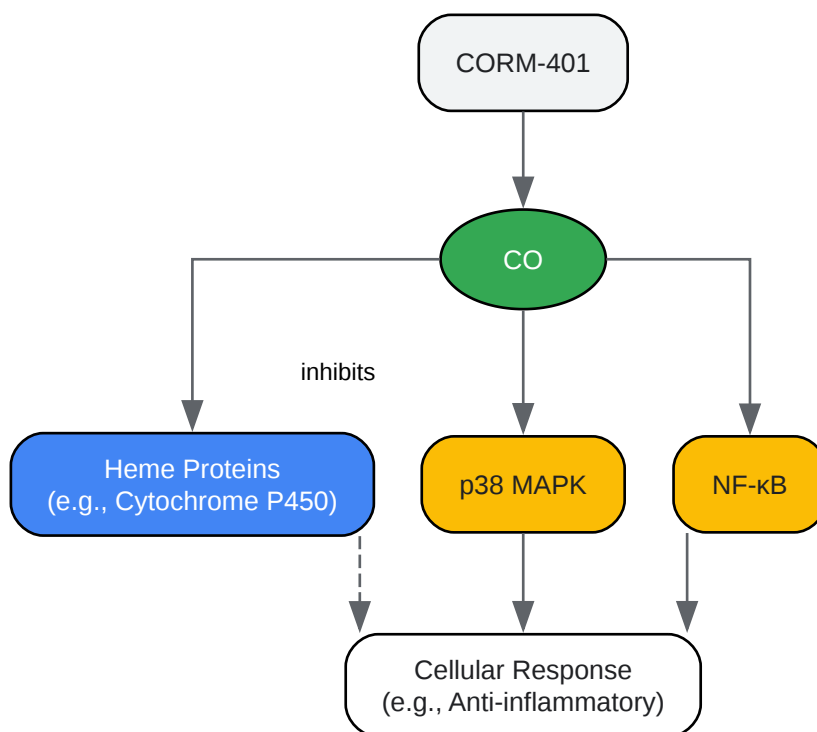 CORM-401
CO
inhibits
Heme Proteins
(e.g., Cytochrome P450)
p38 MAPK
NF-κB
Cellular Response
(e.g., Anti-inflammatory)